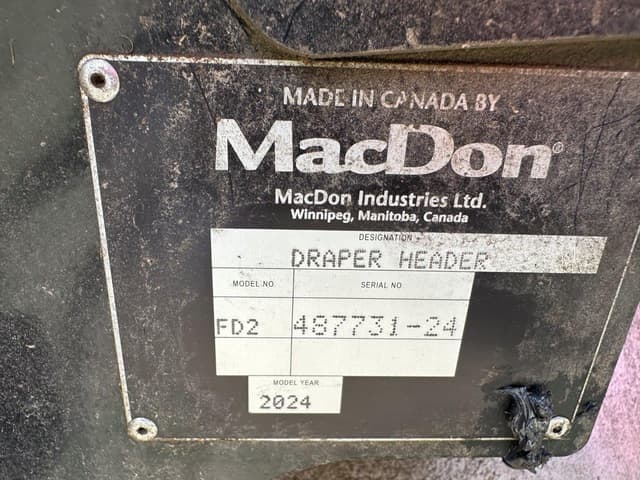 MADE IN CANADA BY
MacDon®
MacDon Industries Ltd.
Winnipeg, Manitoba, Canada
DESIGNATION
DRAPER HEADER
MODEL NO
SERIAL NO
FD2
487731-24
MODEL YEAR
2024